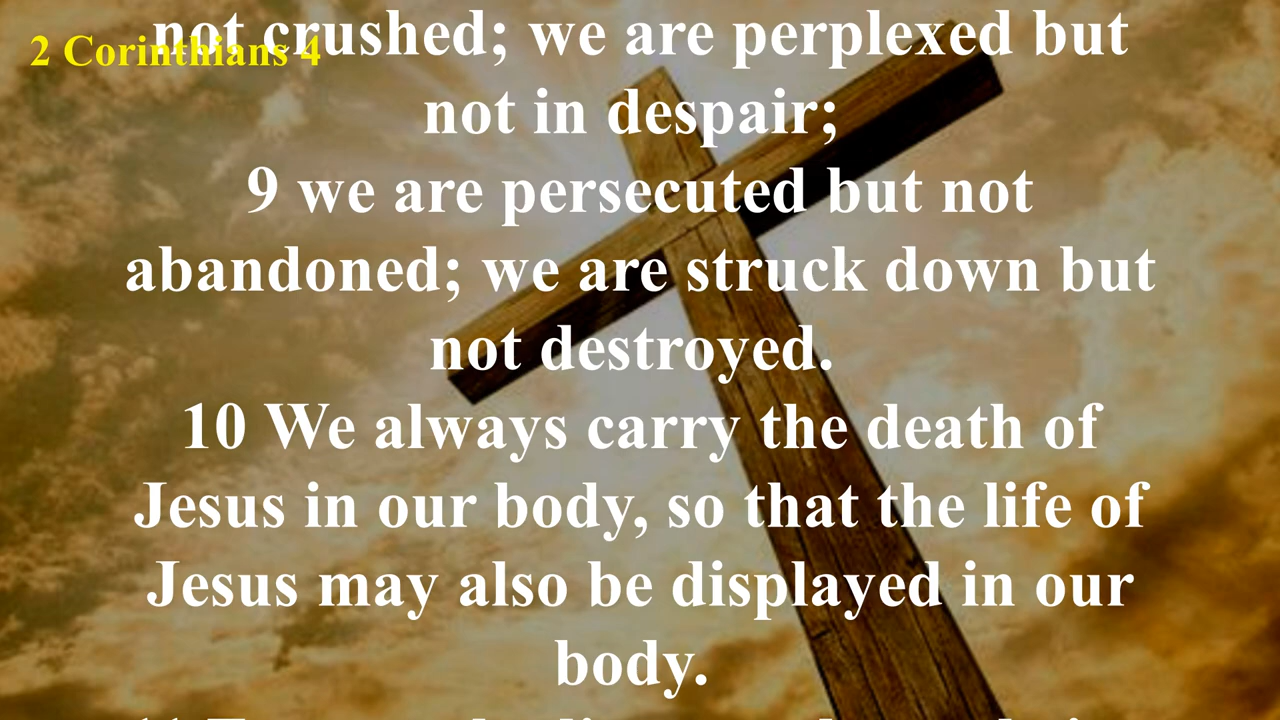 2 Corinthians 4
not crushed; we are perplexed but
not in despair;
9 we are persecuted but not
abandoned; we are struck down but
not destroyed.
10 We always carry the death of
Jesus in our body, so that the life of
Jesus may also be displayed in our
body.